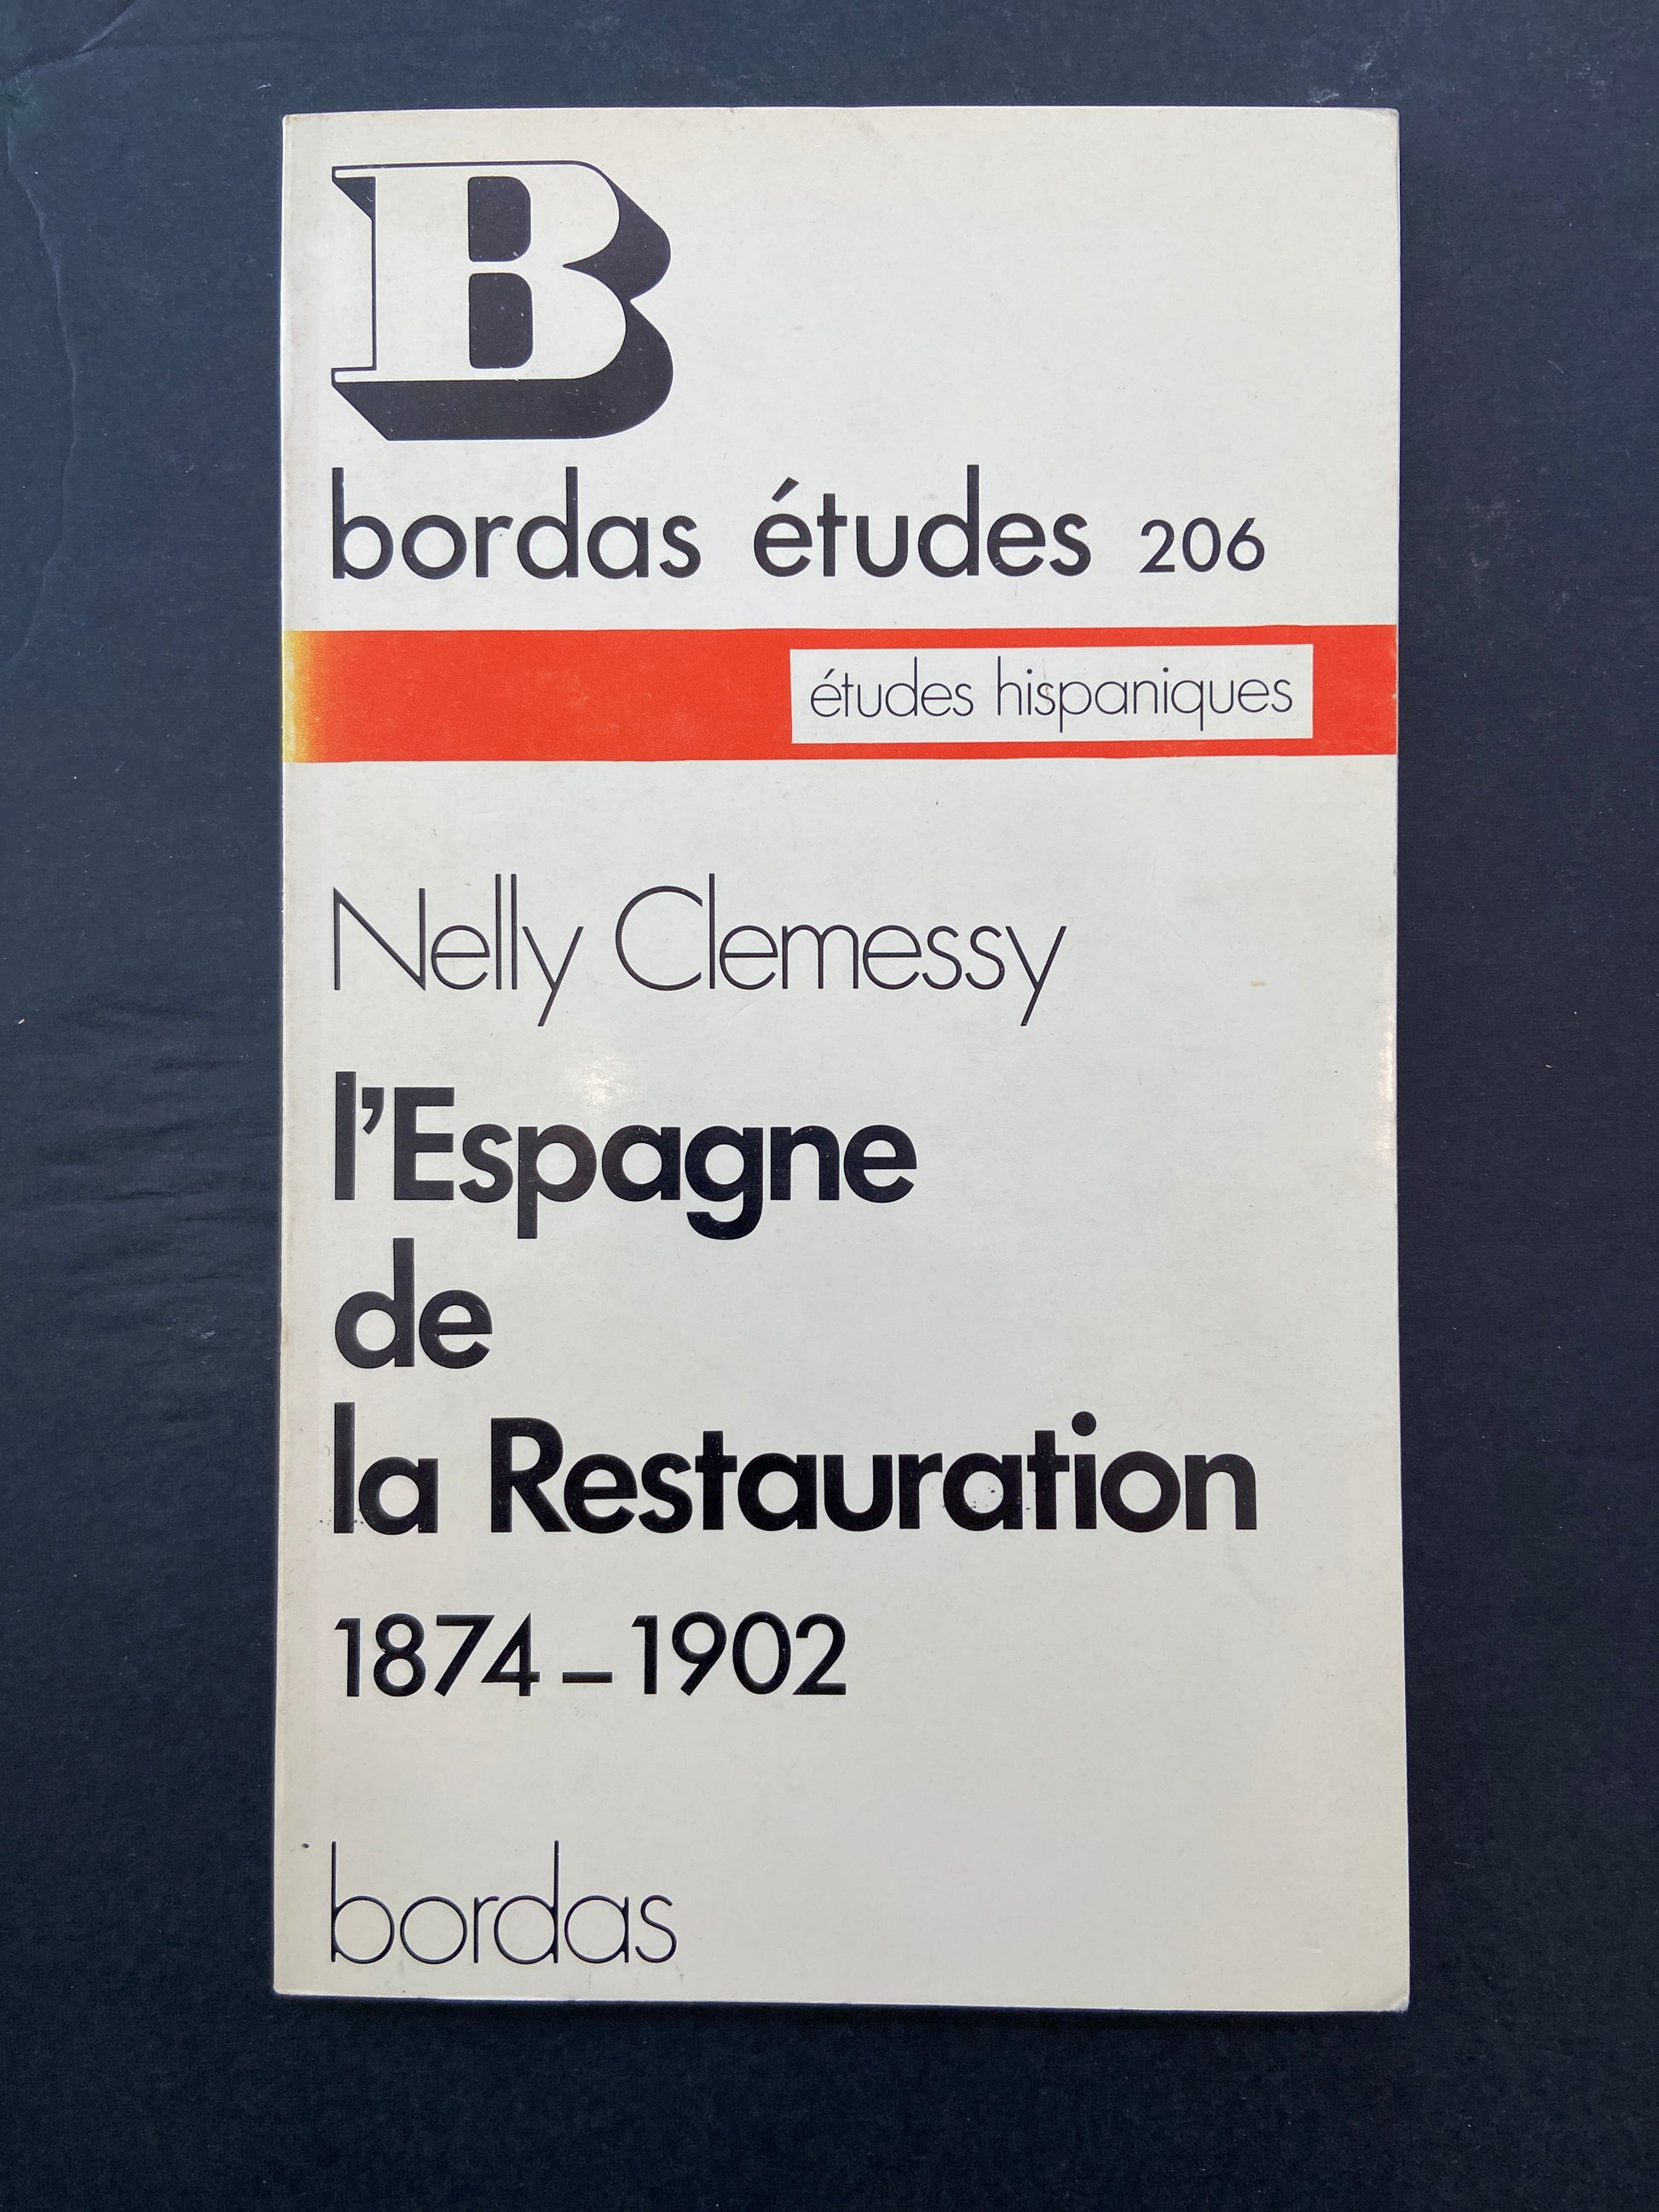 B
bordas études 206
études hispaniques
Nelly Clemessy
l'Espagne
de
la Restauration
1874–1902
bordas